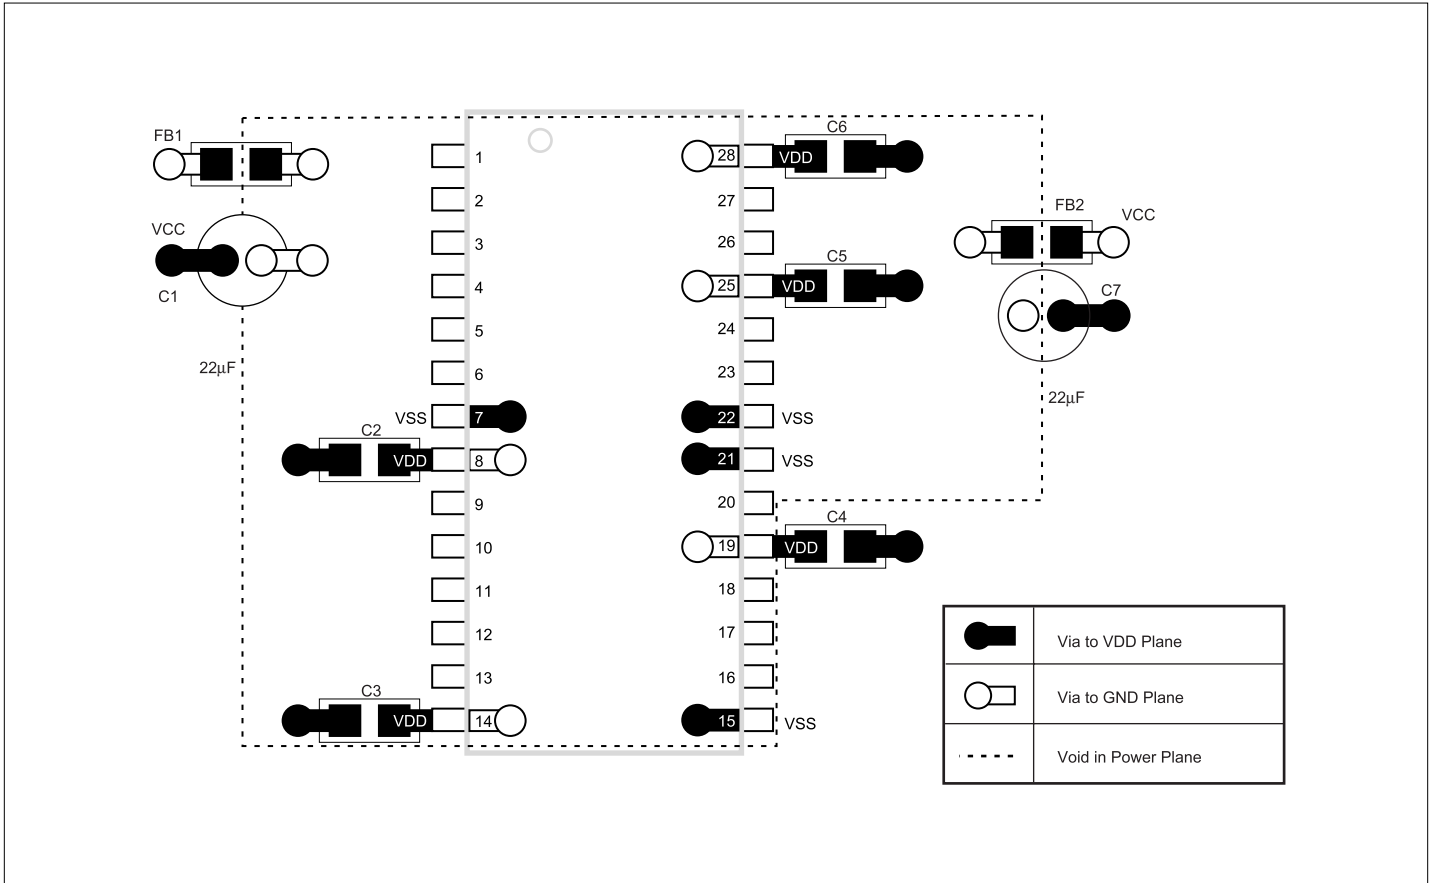 FB1
VCC
C1
22µF
VSS
C2
VDD
C3
VDD
1
2
3
4
5
6
7
8
9
10
11
12
13
14
28
27
26
25
24
23
22
21
20
19
18
17
16
15
C6
VDD
C5
VDD
VSS
VSS
C4
VDD
VSS
FB2
VCC
C7
22µF
Via to VDD Plane
Via to GND Plane
Void in Power Plane